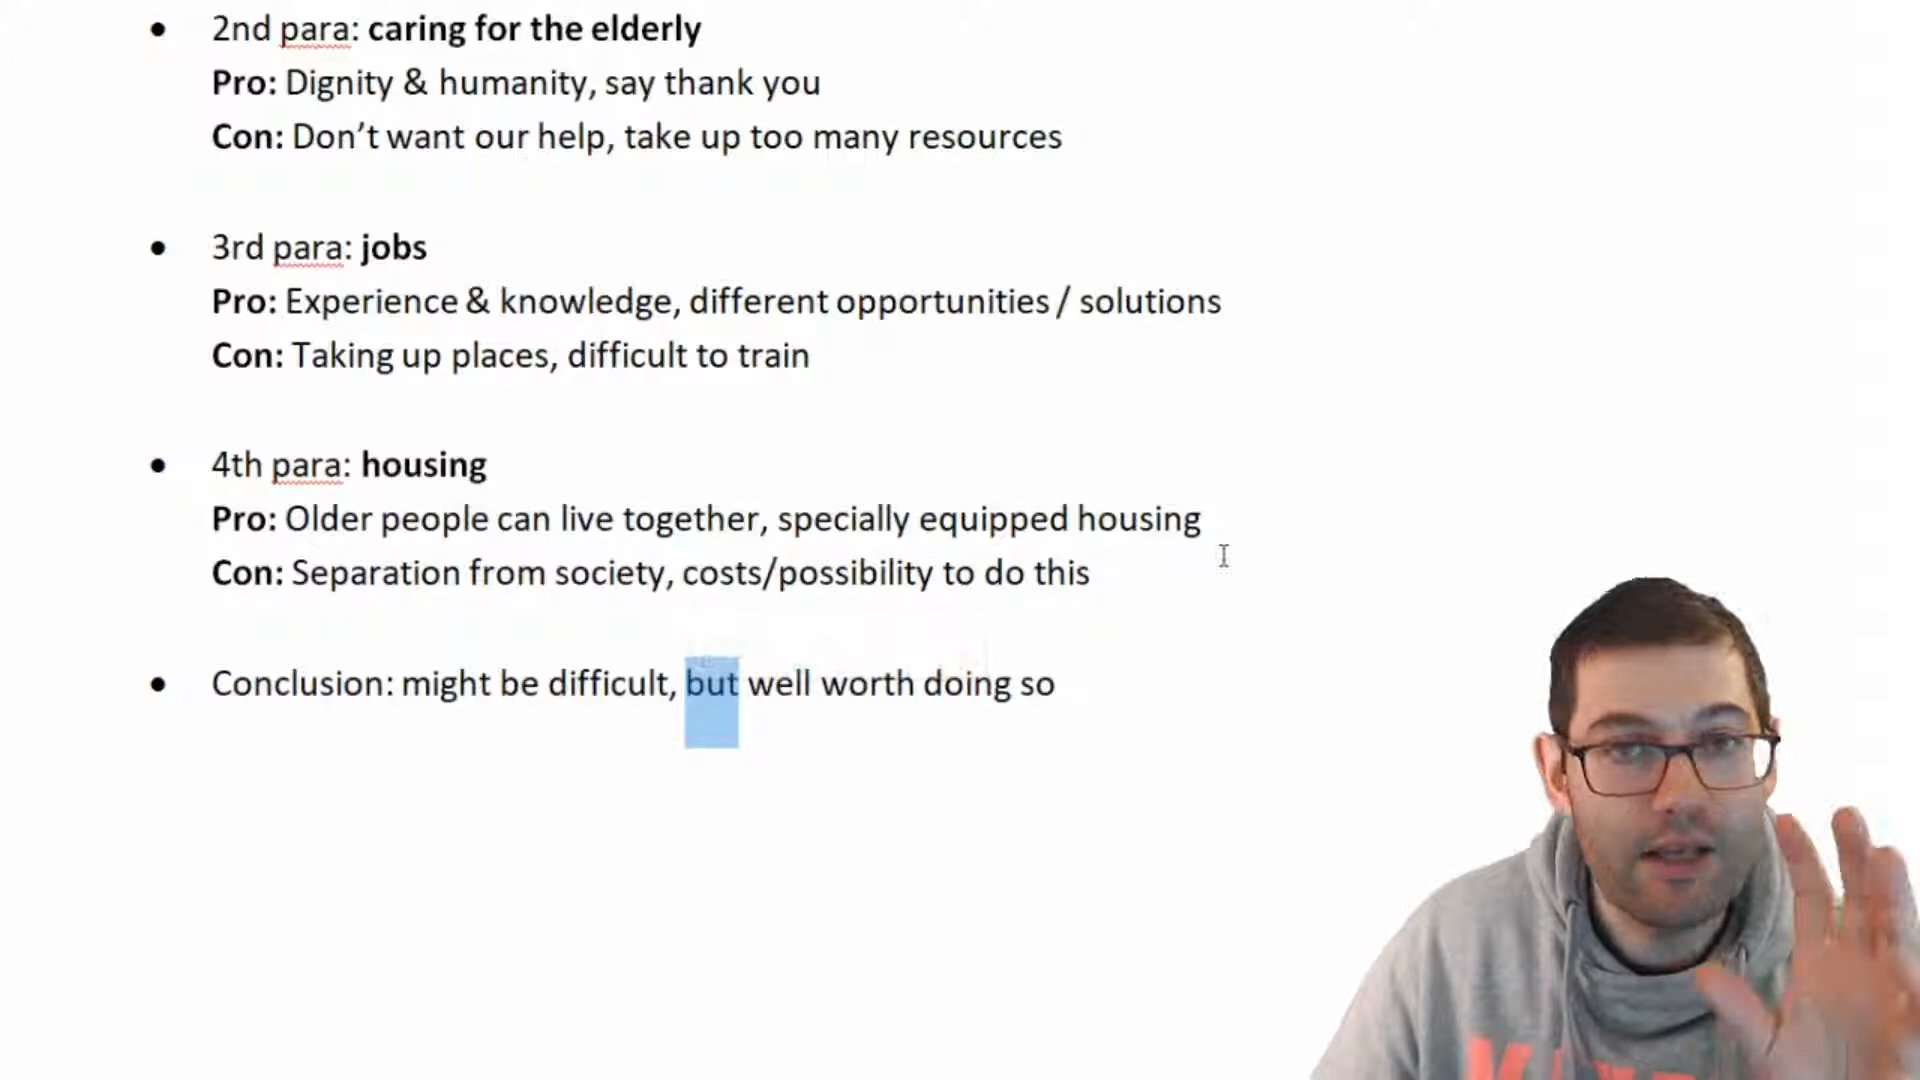 2nd para: caring for the elderly
Pro: Dignity & humanity, say thank you
Con: Don’t want our help, take up too many resources
3rd para: jobs
Pro: Experience & knowledge, different opportunities / solutions
Con: Taking up places, difficult to train
4th para: housing
Pro: Older people can live together, specially equipped housing
Con: Separation from society, costs/possibility to do this
Conclusion: might be difficult, but well worth doing so